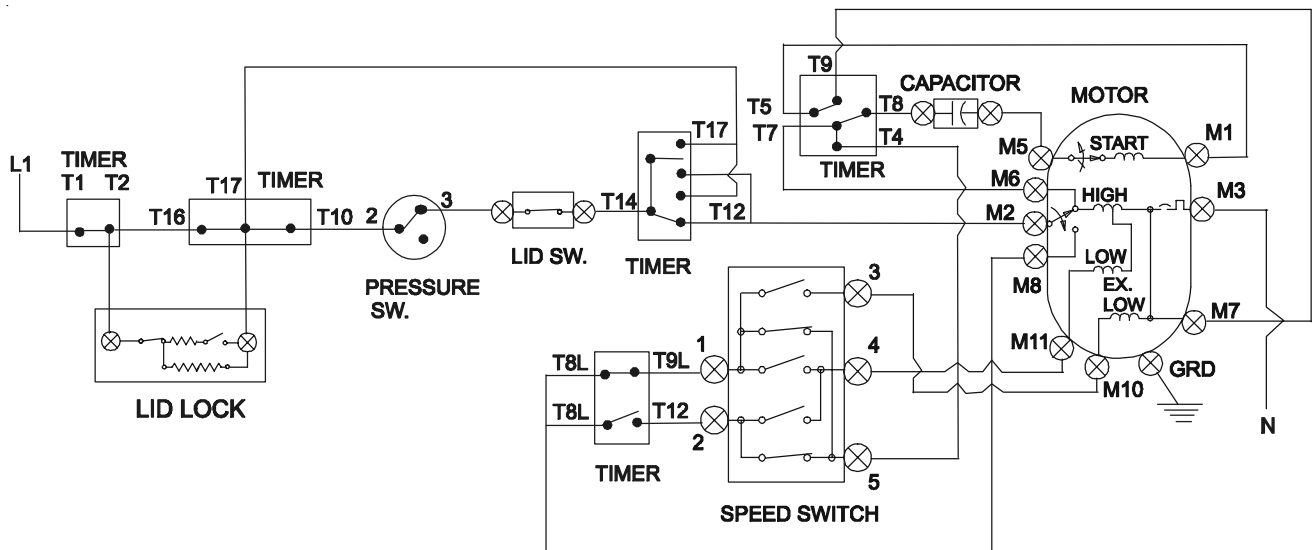 T9
CAPACITOR
MOTOR
T5
T8
T7
T4
TIMER
M5
START
M1
M6
HIGH
M3
M2
LOW
M8
EX.
LOW
M7
M11
M10
GRD
N
L1
TIMER
T1 T2
T17
TIMER
T16
T10
2
3
PRESSURE
SW.
LID SW.
T14
T17
T12
TIMER
LID LOCK
T8L
T9L
T8L
T12
TIMER
1
2
3
4
5
SPEED SWITCH